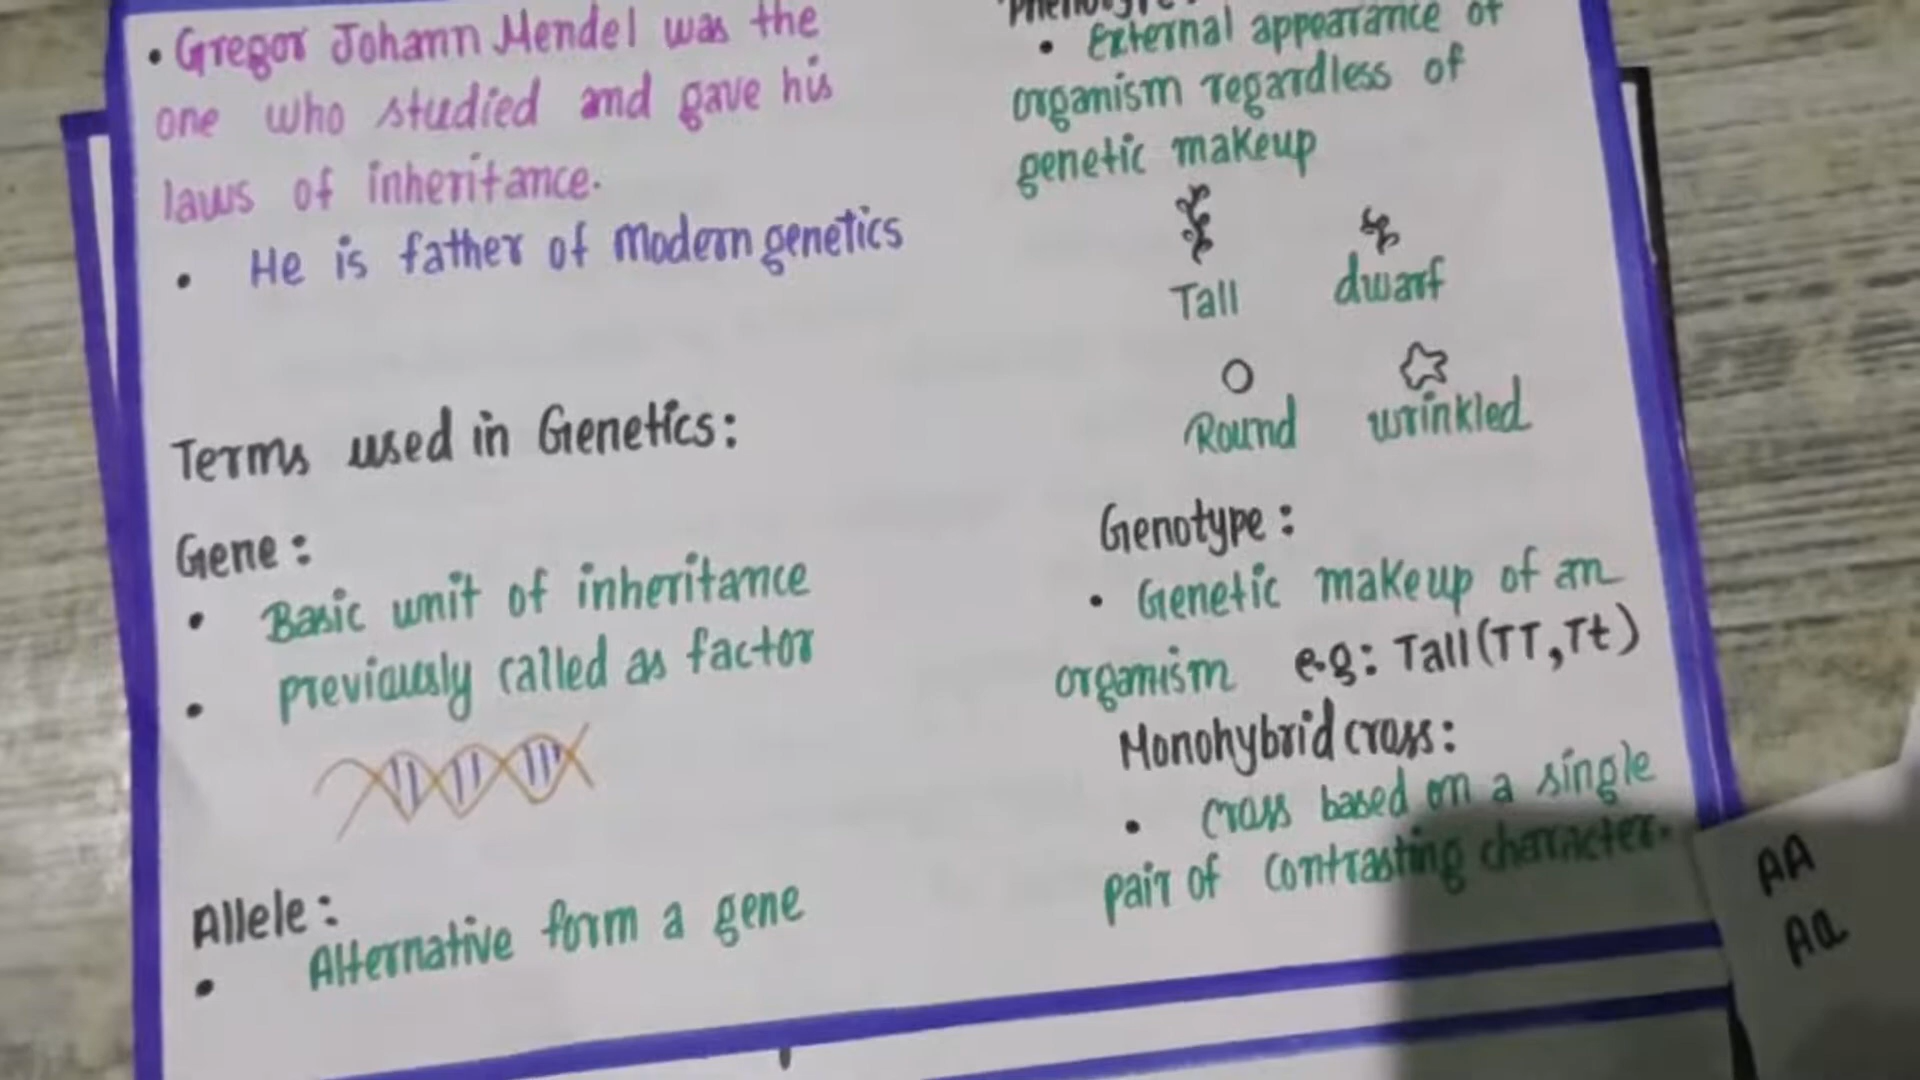 • Gregor Johann Mendel was the
one who studied and gave his
laws of inheritance.
• He is father of Modern genetics
Terms used in Genetics:
Gene:
• Basic unit of inheritance
• previously called as factor
Allele:
• Alternative form a gene
• External appearance of
organism regardless of
genetic makeup
Tall dwarf
Round wrinkled
Genotype:
• Genetic makeup of an
organism e.g: Tall (TT, Tt)
Monohybrid cross:
• cross based on a single
pair of contrasting character.
AA
Aa